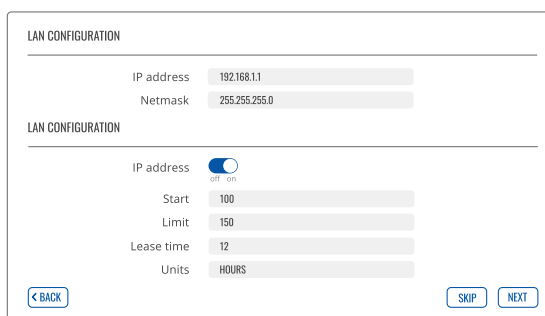 LAN CONFIGURATION
IP address 192.168.1.1
Netmask 255.255.255.0
LAN CONFIGURATION
IP address
off on
Start 100
Limit 150
Lease time 12
Units HOURS
< BACK SKIP NEXT